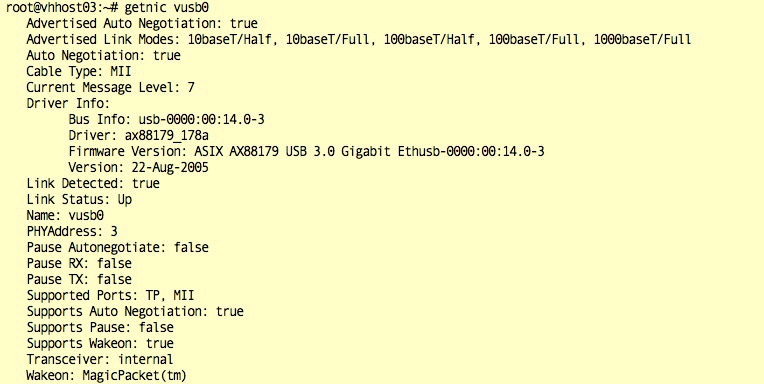 root@vhhost03:~# getnic vusb0
Advertised Auto Negotiation: true
Advertised Link Modes: 10baseT/Half, 10baseT/Full, 100baseT/Half, 100baseT/Full, 1000baseT/Full
Auto Negotiation: true
Cable Type: MII
Current Message Level: 7
Driver Info:
Bus Info: usb-0000:00:14.0-3
Driver: ax88179_178a
Firmware Version: ASIX AX88179 USB 3.0 Gigabit Ethusb-0000:00:14.0-3
Version: 22-Aug-2005
Link Detected: true
Link Status: Up
Name: vusb0
PHYAddress: 3
Pause Autonegotiate: false
Pause RX: false
Pause TX: false
Supported Ports: TP, MII
Supports Auto Negotiation: true
Supports Pause: false
Supports Wakeon: true
Transceiver: internal
Wakeon: MagicPacket(tm)